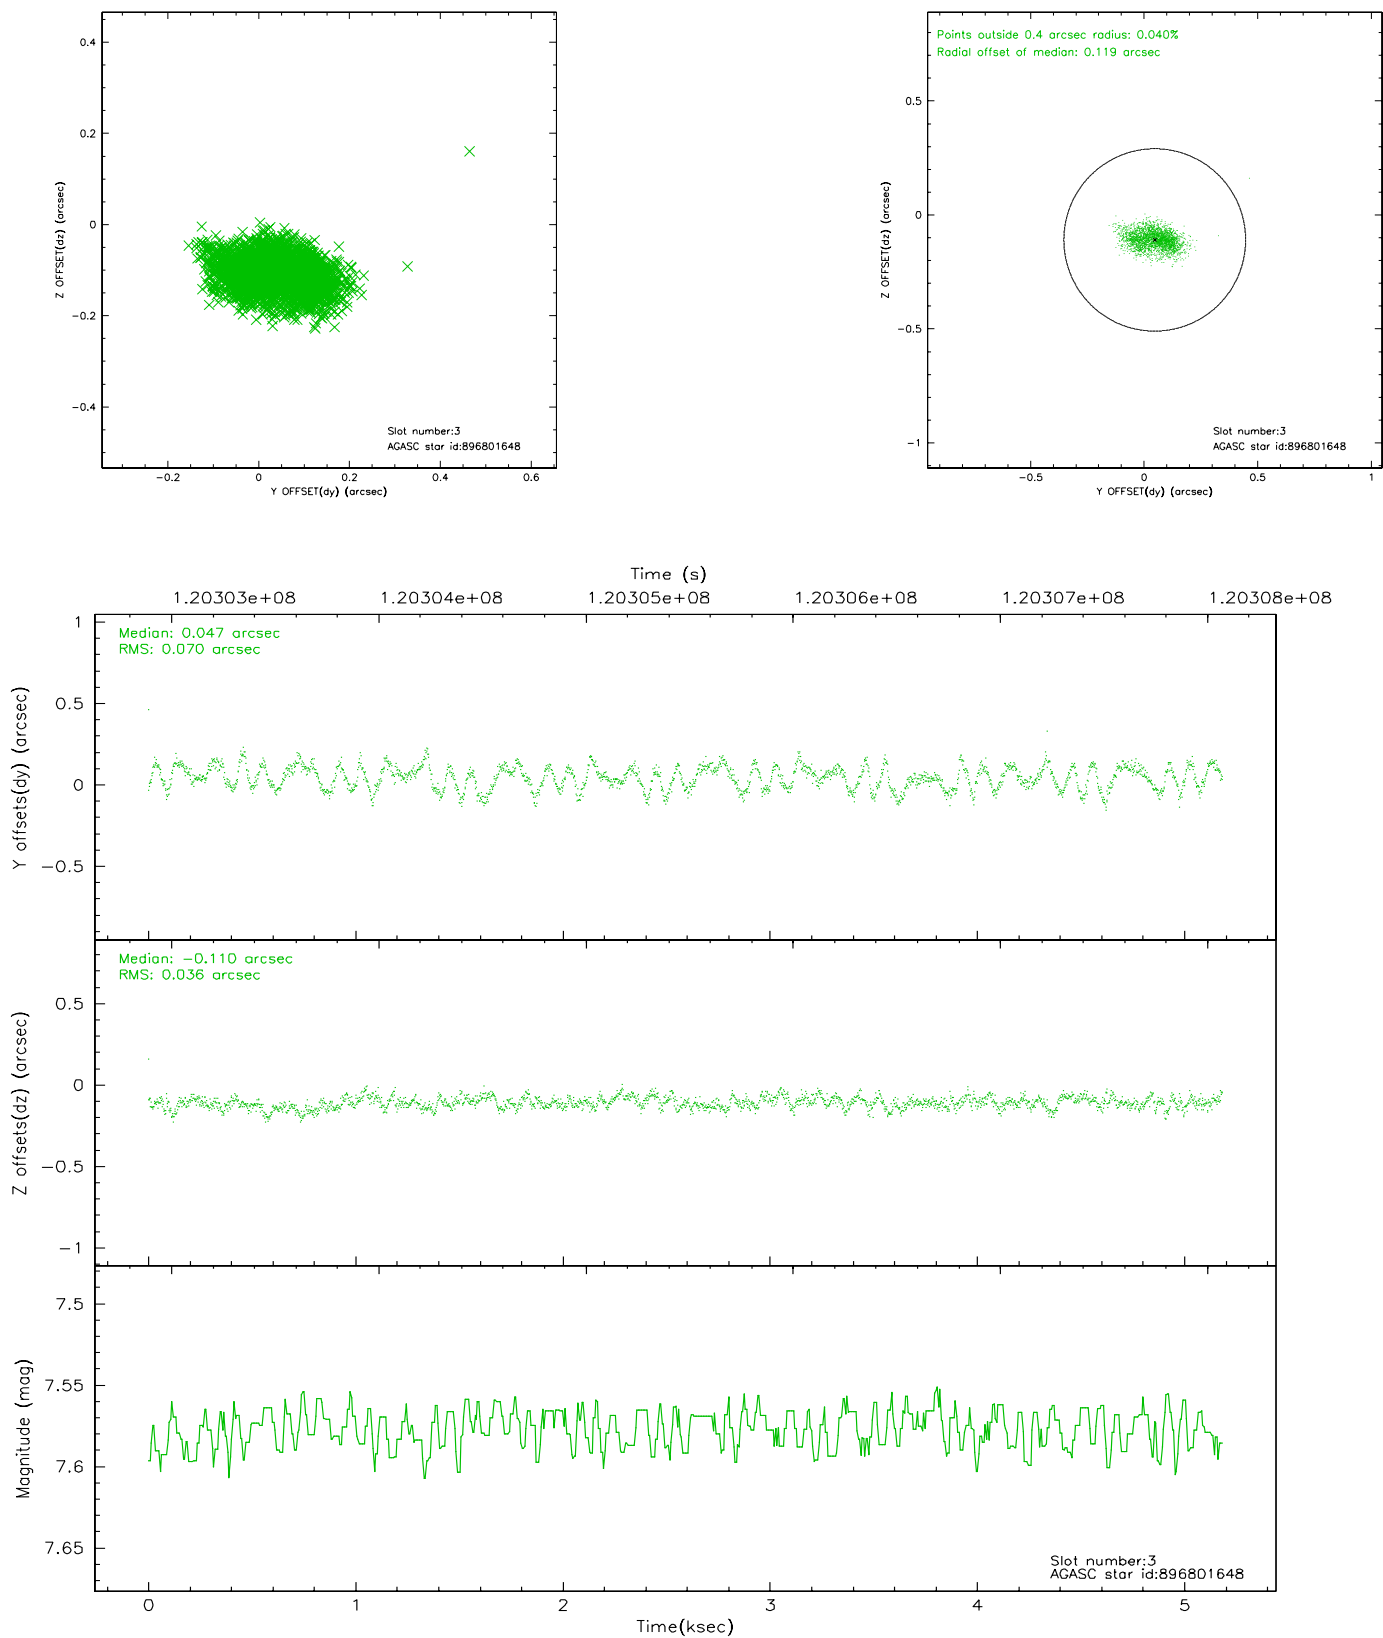 0.4
0.2
0
−0.2
−0.4
Z OFFSET(dz) (arcsec)
Slot number:3
AGASC star id:896801648
−0.2
0
0.2
0.4
0.6
Y OFFSET(dy) (arcsec)
Points outside 0.4 arcsec radius: 0.040%
Radial offset of median: 0.119 arcsec
0.5
0
−0.5
−1
Z OFFSET(dz) (arcsec)
Slot number:3
AGASC star id:896801648
−0.5
0
0.5
1
Y OFFSET(dy) (arcsec)
Time (s)
1.20303e+08
1.20304e+08
1.20305e+08
1.20306e+08
1.20307e+08
1.20308e+08
Median: 0.047 arcsec
RMS: 0.070 arcsec
1
0.5
0
−0.5
Y offsets(dy) (arcsec)
Median: −0.110 arcsec
RMS: 0.036 arcsec
0.5
0
−0.5
−1
Z offsets(dz) (arcsec)
7.5
7.55
7.6
7.65
Magnitude (mag)
Slot number:3
AGASC star id:896801648
0
1
2
3
4
5
Time(ksec)